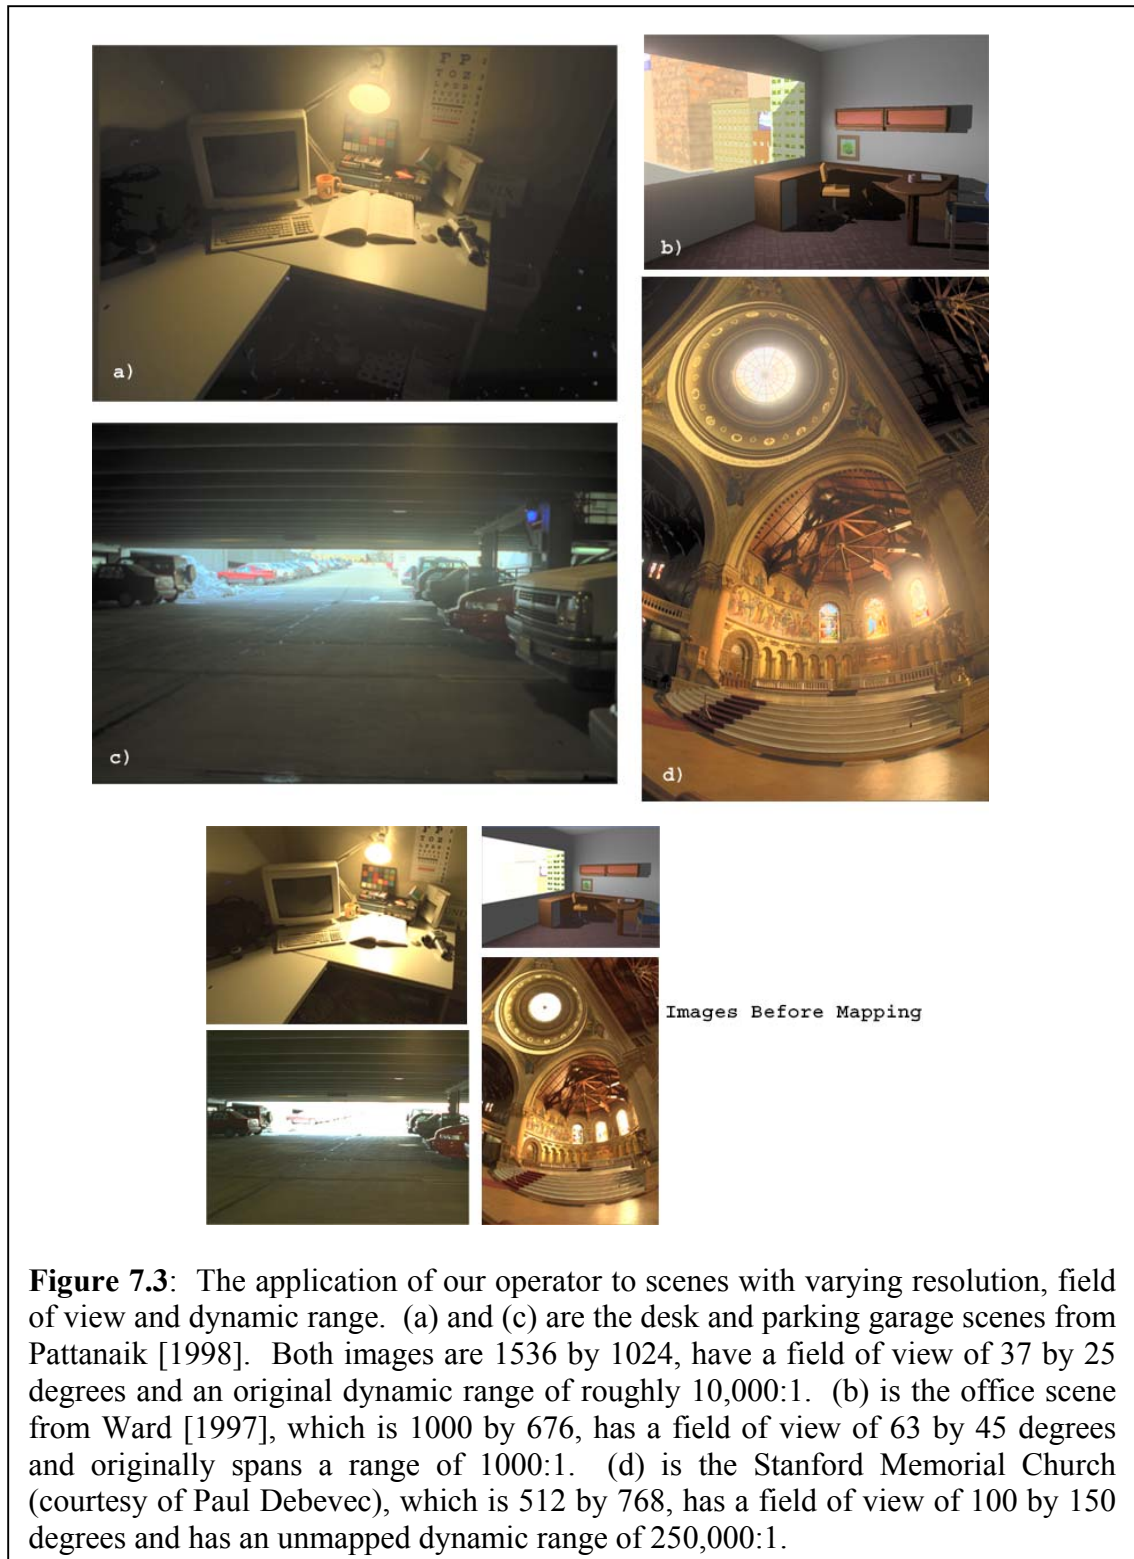 F P
T O Z
L P E D
a)
b)
c)
d)
F P
T O Z
L P E D
Images Before Mapping
Figure 7.3: The application of our operator to scenes with varying resolution, field
of view and dynamic range. (a) and (c) are the desk and parking garage scenes from
Pattanaik [1998]. Both images are 1536 by 1024, have a field of view of 37 by 25
degrees and an original dynamic range of roughly 10,000:1. (b) is the office scene
from Ward [1997], which is 1000 by 676, has a field of view of 63 by 45 degrees
and originally spans a range of 1000:1. (d) is the Stanford Memorial Church
(courtesy of Paul Debevec), which is 512 by 768, has a field of view of 100 by 150
degrees and has an unmapped dynamic range of 250,000:1.